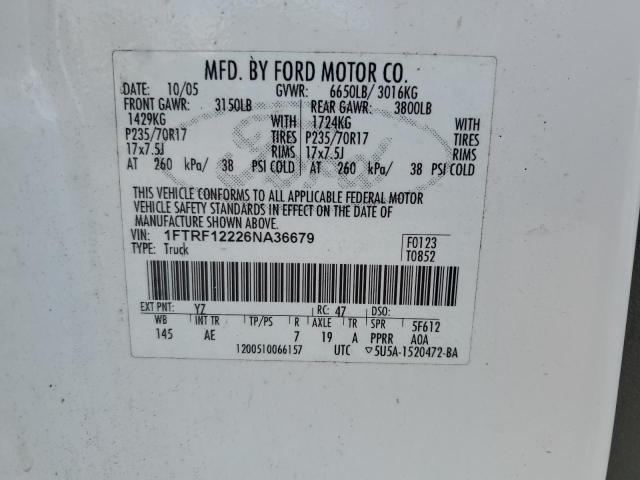 MFD. BY FORD MOTOR CO.
DATE: 10/05 GVWR: 6650LB/ 3016KG
FRONT GAWR: 3150LB REAR GAWR: 3800LB
1429KG WITH 1724KG WITH
P235/70R17 TIRES P235/70R17 TIRES
17x7.5J RIMS 17x7.5J RIMS
AT 260 kPa/ 38 PSI COLD AT 260 kPa/ 38 PSI COLD
Ford
THIS VEHICLE CONFORMS TO ALL APPLICABLE FEDERAL MOTOR
VEHICLE SAFETY STANDARDS IN EFFECT ON THE DATE OF
MANUFACTURE SHOWN ABOVE.
VIN: 1FTRF12226NA36679 F0123
TYPE: Truck T0852
EXT PNT: YZ RC: 47 DSO:
WB INT TR TP/PS R AXLE TR SPR 5F612
145 AE 7 19 A PPRR A0A
1200510066157 UTC ▽5U5A-1520472-BA